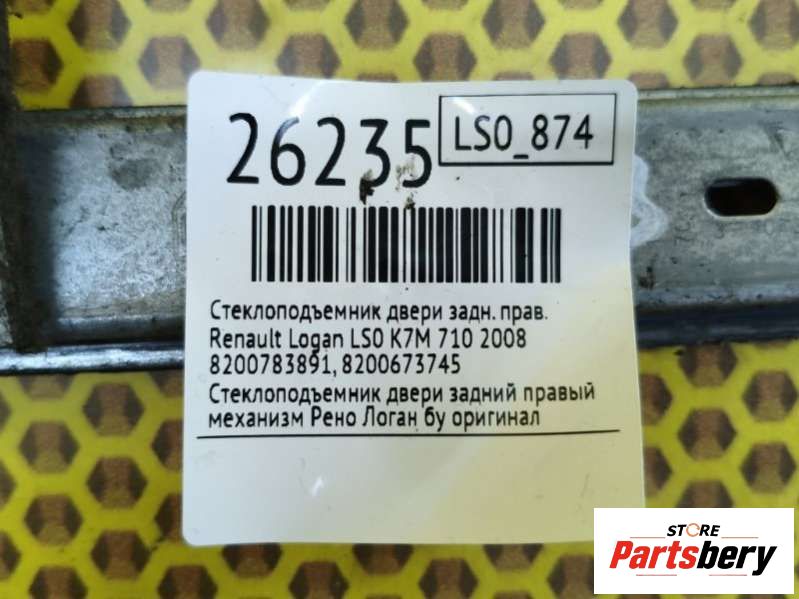 26235
LS0_874
Стеклоподъемник двери задн. прав.
Renault Logan LS0 K7M 710 2008
8200783891, 8200673745
Стеклоподъемник двери задний правый
механизм Рено Логан бу оригинал
STORE
Partsbery